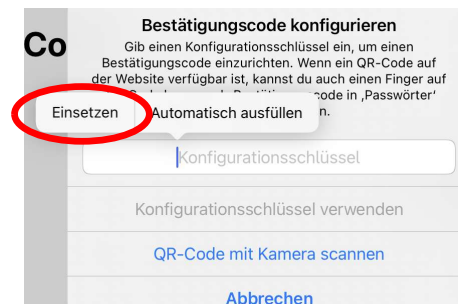 Co
Bestätigungscode konfigurieren
Gib einen Konfigurationsschlüssel ein, um einen
Bestätigungscode einzurichten. Wenn ein QR-Code auf
der Website verfügbar ist, kannst du auch einen Finger auf
code in ‚Passwörter‘
n.
Einsetzen Automatisch ausfüllen
Konfigurationsschlüssel
Konfigurationsschlüssel verwenden
QR-Code mit Kamera scannen
Abbrechen